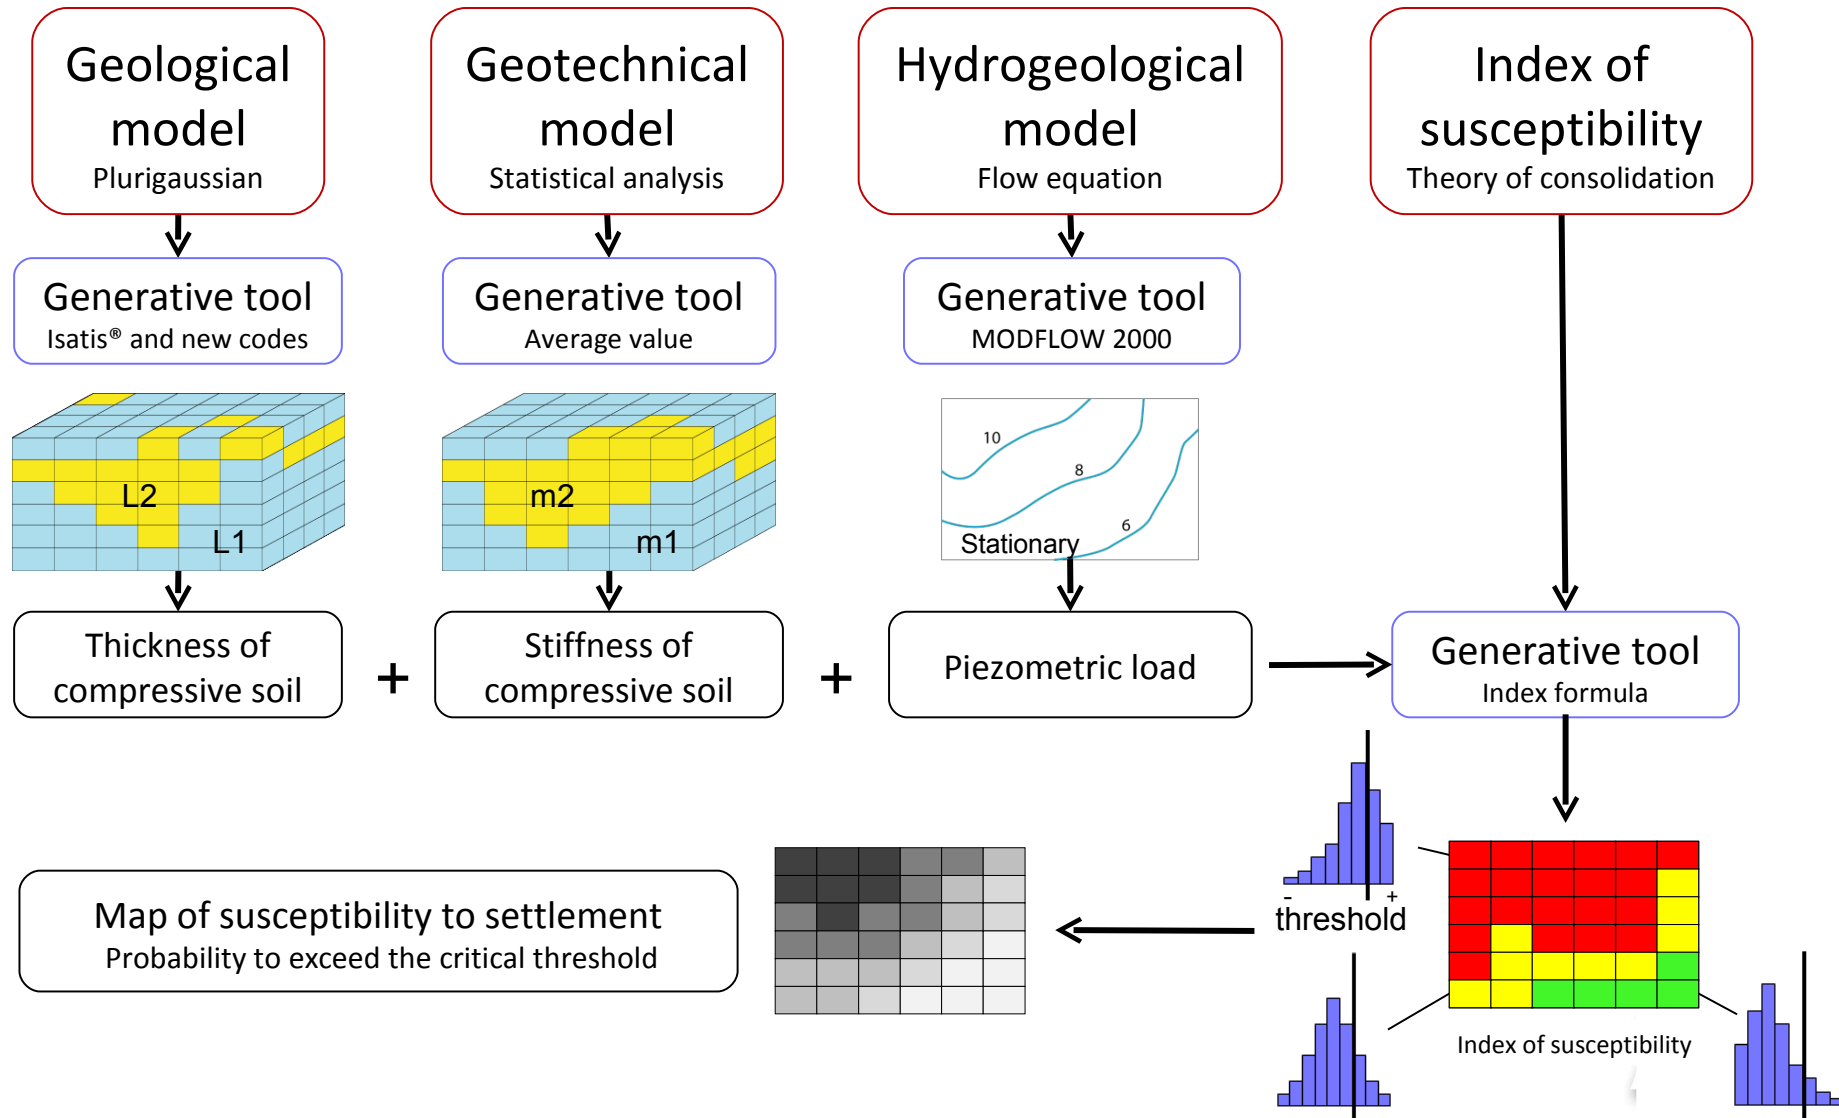 Geological
model
Plurigaussian
Geotechnical
model
Statistical analysis
Hydrogeological
model
Flow equation
Index of
susceptibility
Theory of consolidation
Generative tool
Isatis® and new codes
Generative tool
Average value
Generative tool
MODFLOW 2000
L2
L1
m2
m1
10
8
6
Stationary
Thickness of
compressive soil
+
Stiffness of
compressive soil
+
Piezometric load
Generative tool
Index formula
- +
threshold
Map of susceptibility to settlement
Probability to exceed the critical threshold
Index of susceptibility